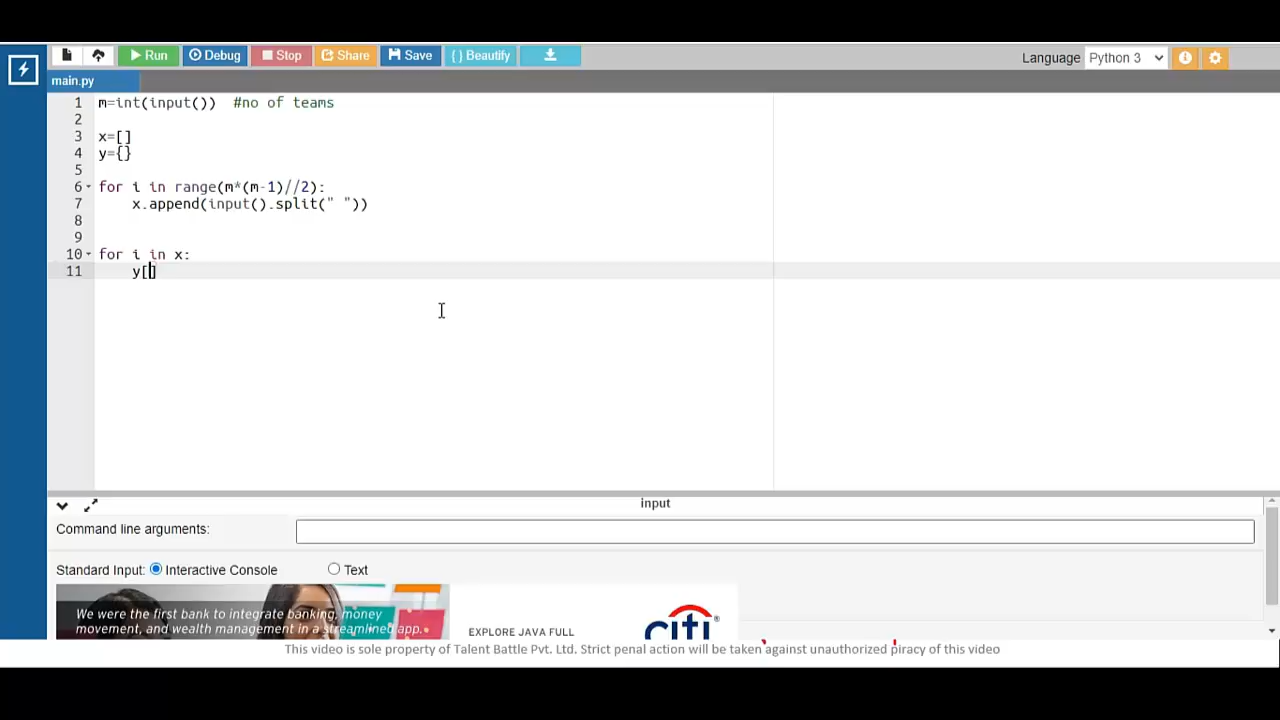 Run Debug Stop Share Save { } Beautify
Language Python 3
main.py
1 m=int(input()) #no of teams
2
3 x=[]
4 y={}
5
6 for i in range(m*(m-1)//2):
7 x.append(input().split(" "))
8
9
10 for i in x:
11 y[]
input
Command line arguments:
Standard Input: Interactive Console Text
We were the first bank to integrate banking, money
movement, and wealth management in a streamlined app.
EXPLORE JAVA FULL
citi
This video is sole property of Talent Battle Pvt. Ltd. Strict penal action will be taken against unauthorized piracy of this video